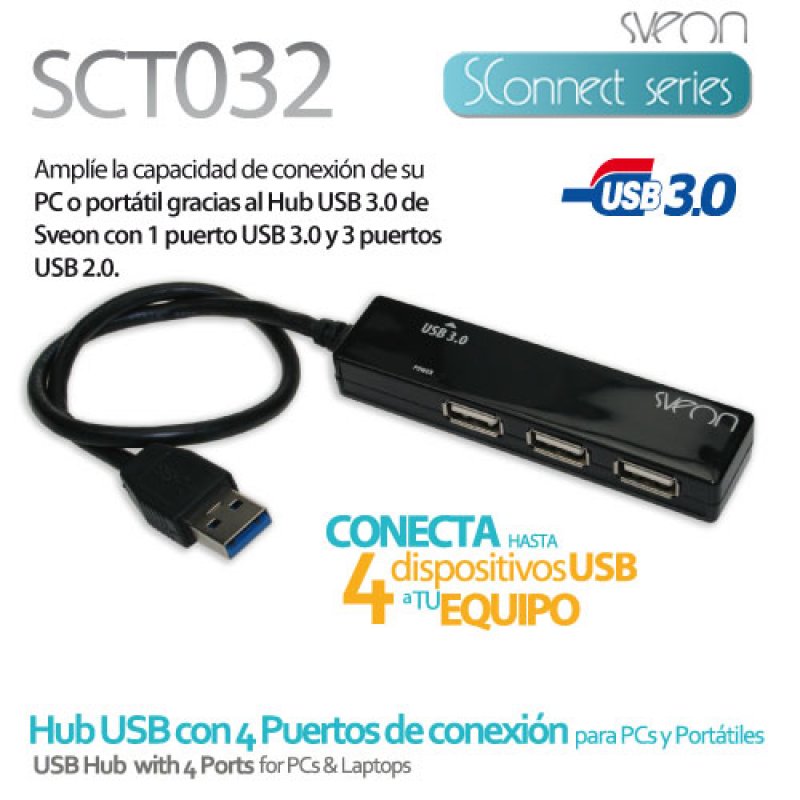 sveon
SCT032
SConnect series
Amplíe la capacidad de conexión de su
PC o portátil gracias al Hub USB 3.0 de
Sveon con 1 puerto USB 3.0 y 3 puertos
USB 2.0.
USB 3.0
USB 3.0
POWER
sveon
CONECTA HASTA
4 dispositivos USB
a TU EQUIPO
Hub USB con 4 Puertos de conexión para PCs y Portátiles
USB Hub with 4 Ports for PCs & Laptops